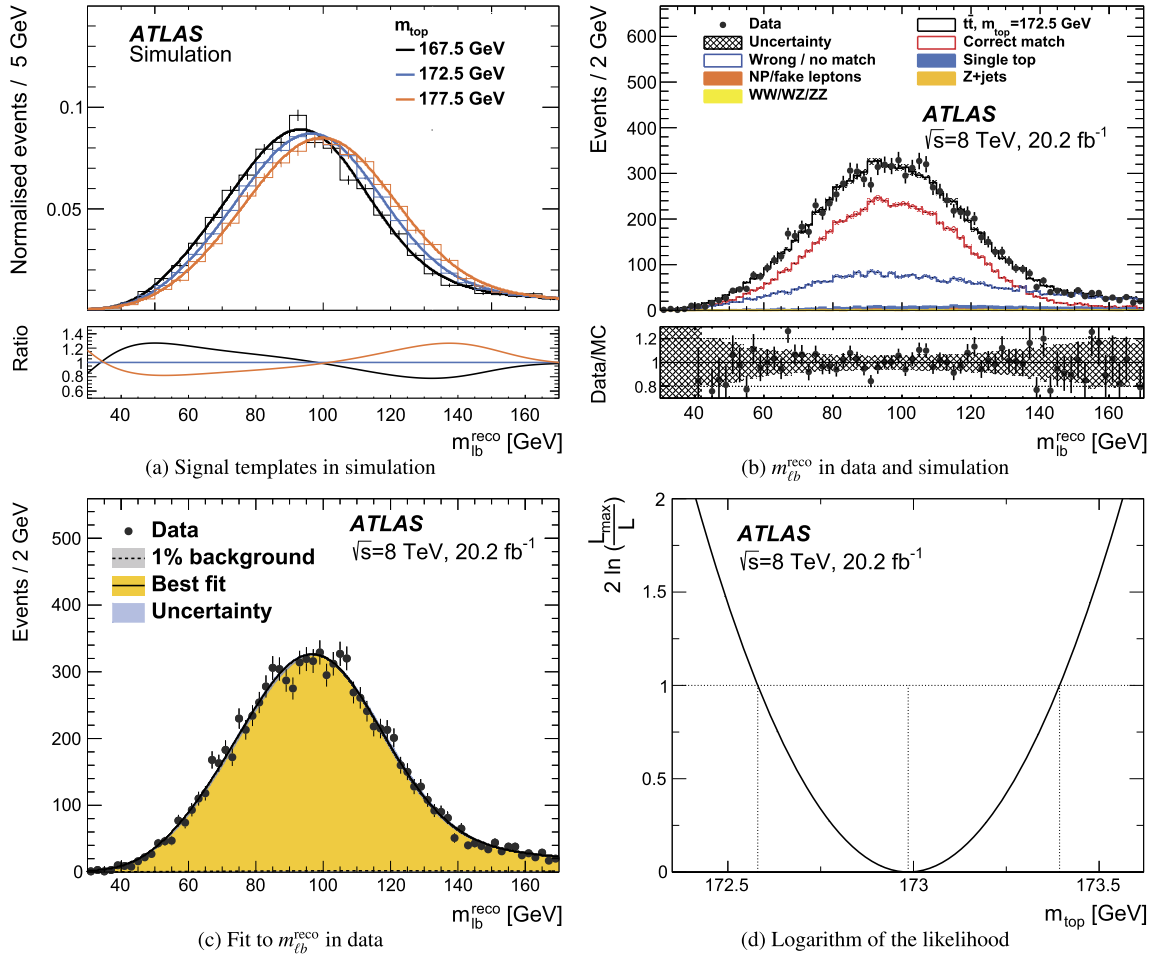 ATLAS
Simulation
m_top
167.5 GeV
172.5 GeV
177.5 GeV
Normalised events / 5 GeV
0.1
0.05
Ratio
1.4
1.2
1
0.8
0.6
40 60 80 100 120 140 160
m_lb^reco [GeV]
(a) Signal templates in simulation
Events / 2 GeV
600
500
400
300
200
100
0
Data
Uncertainty
Wrong / no match
NP/fake leptons
WW/WZ/ZZ
tt̄, m_top=172.5 GeV
Correct match
Single top
Z+jets
ATLAS
√s=8 TeV, 20.2 fb⁻¹
Data/MC
1.2
1
0.8
40 60 80 100 120 140 160
m_lb^reco [GeV]
(b) m_ℓb^reco in data and simulation
Events / 2 GeV
500
400
300
200
100
0
Data
1% background
Best fit
Uncertainty
ATLAS
√s=8 TeV, 20.2 fb⁻¹
40 60 80 100 120 140 160
m_lb^reco [GeV]
(c) Fit to m_ℓb^reco in data
2 ln (L_max/L)
2
1.5
1
0.5
0
ATLAS
√s=8 TeV, 20.2 fb⁻¹
172.5 173 173.5
m_top [GeV]
(d) Logarithm of the likelihood